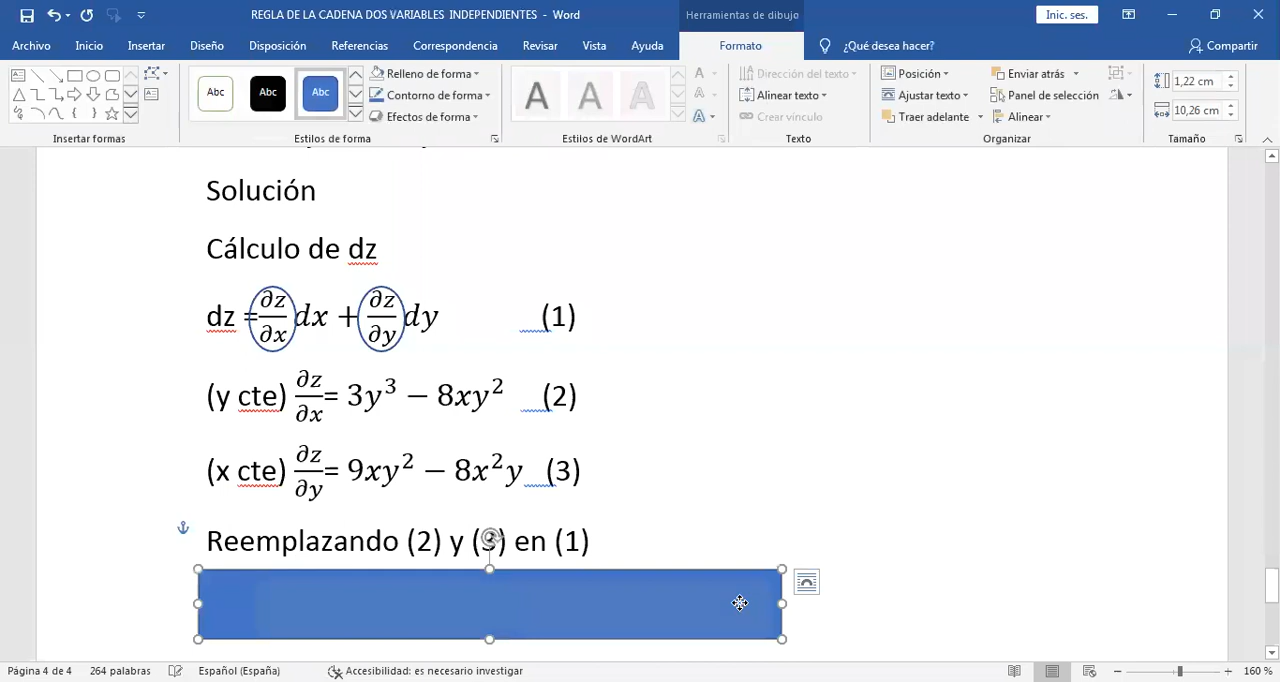 REGLA DE LA CADENA DOS VARIABLES INDEPENDIENTES - Word
Herramientas de dibujo
Inic. ses.
Archivo Inicio Insertar Diseño Disposición Referencias Correspondencia Revisar Vista Ayuda Formato ¿Qué desea hacer? Compartir
Abc Abc Abc
Relleno de forma
Contorno de forma
Efectos de forma
A A A
Dirección del texto
Alinear texto
Crear vínculo
Posición
Ajustar texto
Traer adelante
Enviar atrás
Panel de selección
Alinear
1,22 cm
10,26 cm
Insertar formas Estilos de forma Estilos de WordArt Texto Organizar Tamaño
Solución
Cálculo de dz
dz = ∂z/∂x dx + ∂z/∂y dy (1)
(y cte) ∂z/∂x = 3y³ − 8xy² (2)
(x cte) ∂z/∂y = 9xy² − 8x²y (3)
Reemplazando (2) y (3) en (1)
Página 4 de 4 264 palabras Español (España) Accesibilidad: es necesario investigar 160 %